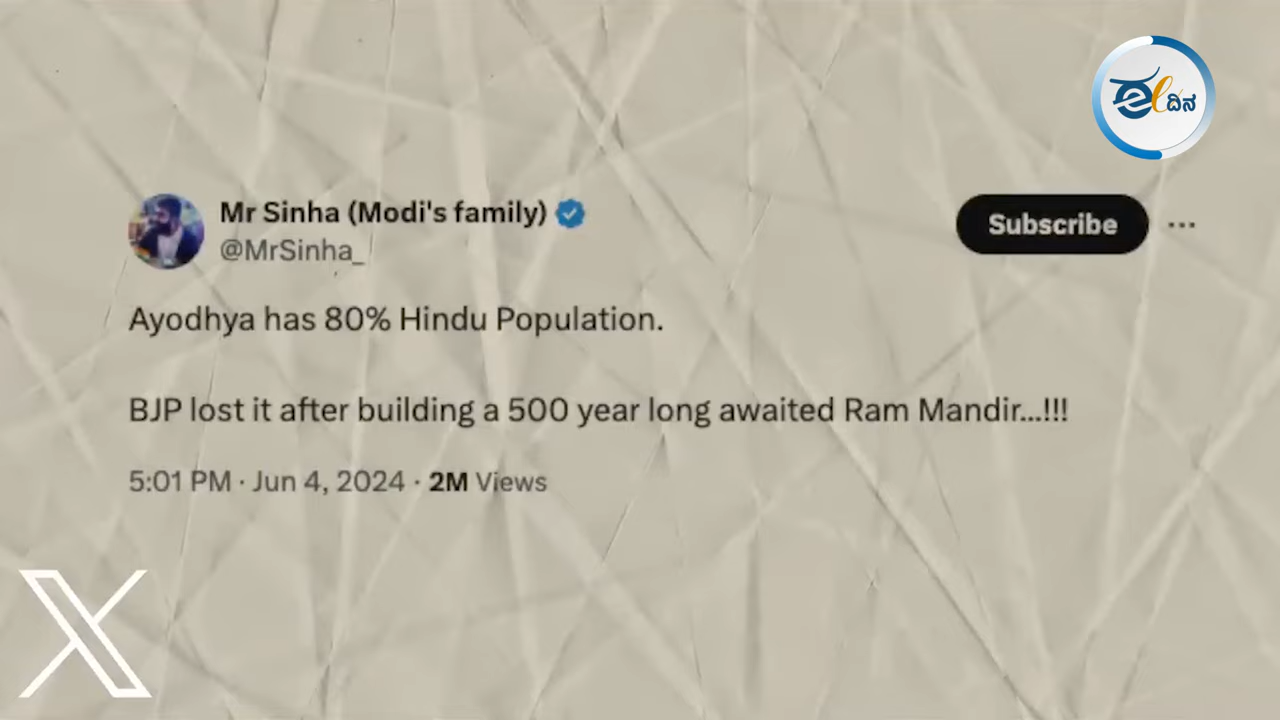 ಈದಿನ
Mr Sinha (Modi's family)
Subscribe
@MrSinha_
Ayodhya has 80% Hindu Population.
BJP lost it after building a 500 year long awaited Ram Mandir...!!!
5:01 PM · Jun 4, 2024 · 2M Views
X